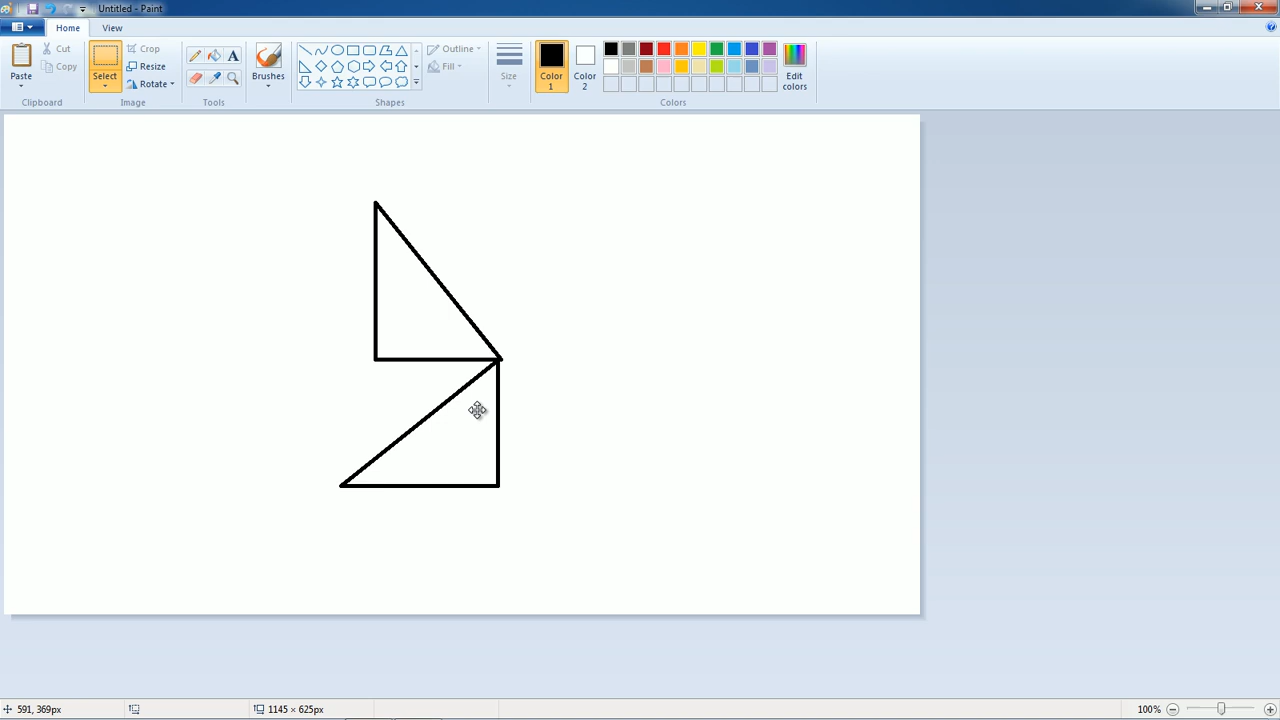 Untitled - Paint
Home View
Paste
Cut
Copy
Clipboard
Select
Crop
Resize
Rotate
Image
A
Tools
Brushes
Shapes
Outline
Fill
Size
Color 1
Color 2
Edit colors
Colors
591, 369px
1145 × 625px
100%